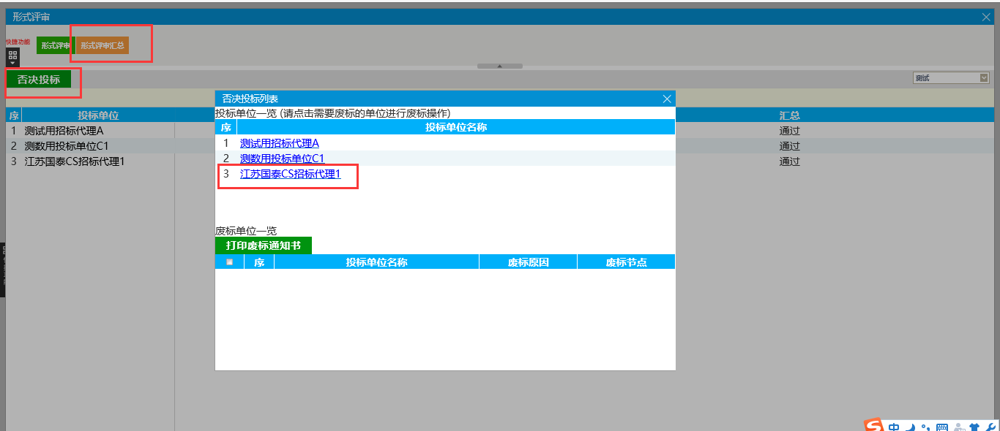 形式评审
快捷功能
形式评审 形式评审汇总
否决投标
测试
序 投标单位 汇总
1 测试用招标代理A 通过
2 测数用投标单位C1 通过
3 江苏国泰CS招标代理1 通过
否决投标列表
投标单位一览 (请点击需要废标的单位进行废标操作)
序 投标单位名称
1 测试用招标代理A
2 测数用投标单位C1
3 江苏国泰CS招标代理1
废标单位一览
打印废标通知书
序 投标单位名称 废标原因 废标节点
S 中